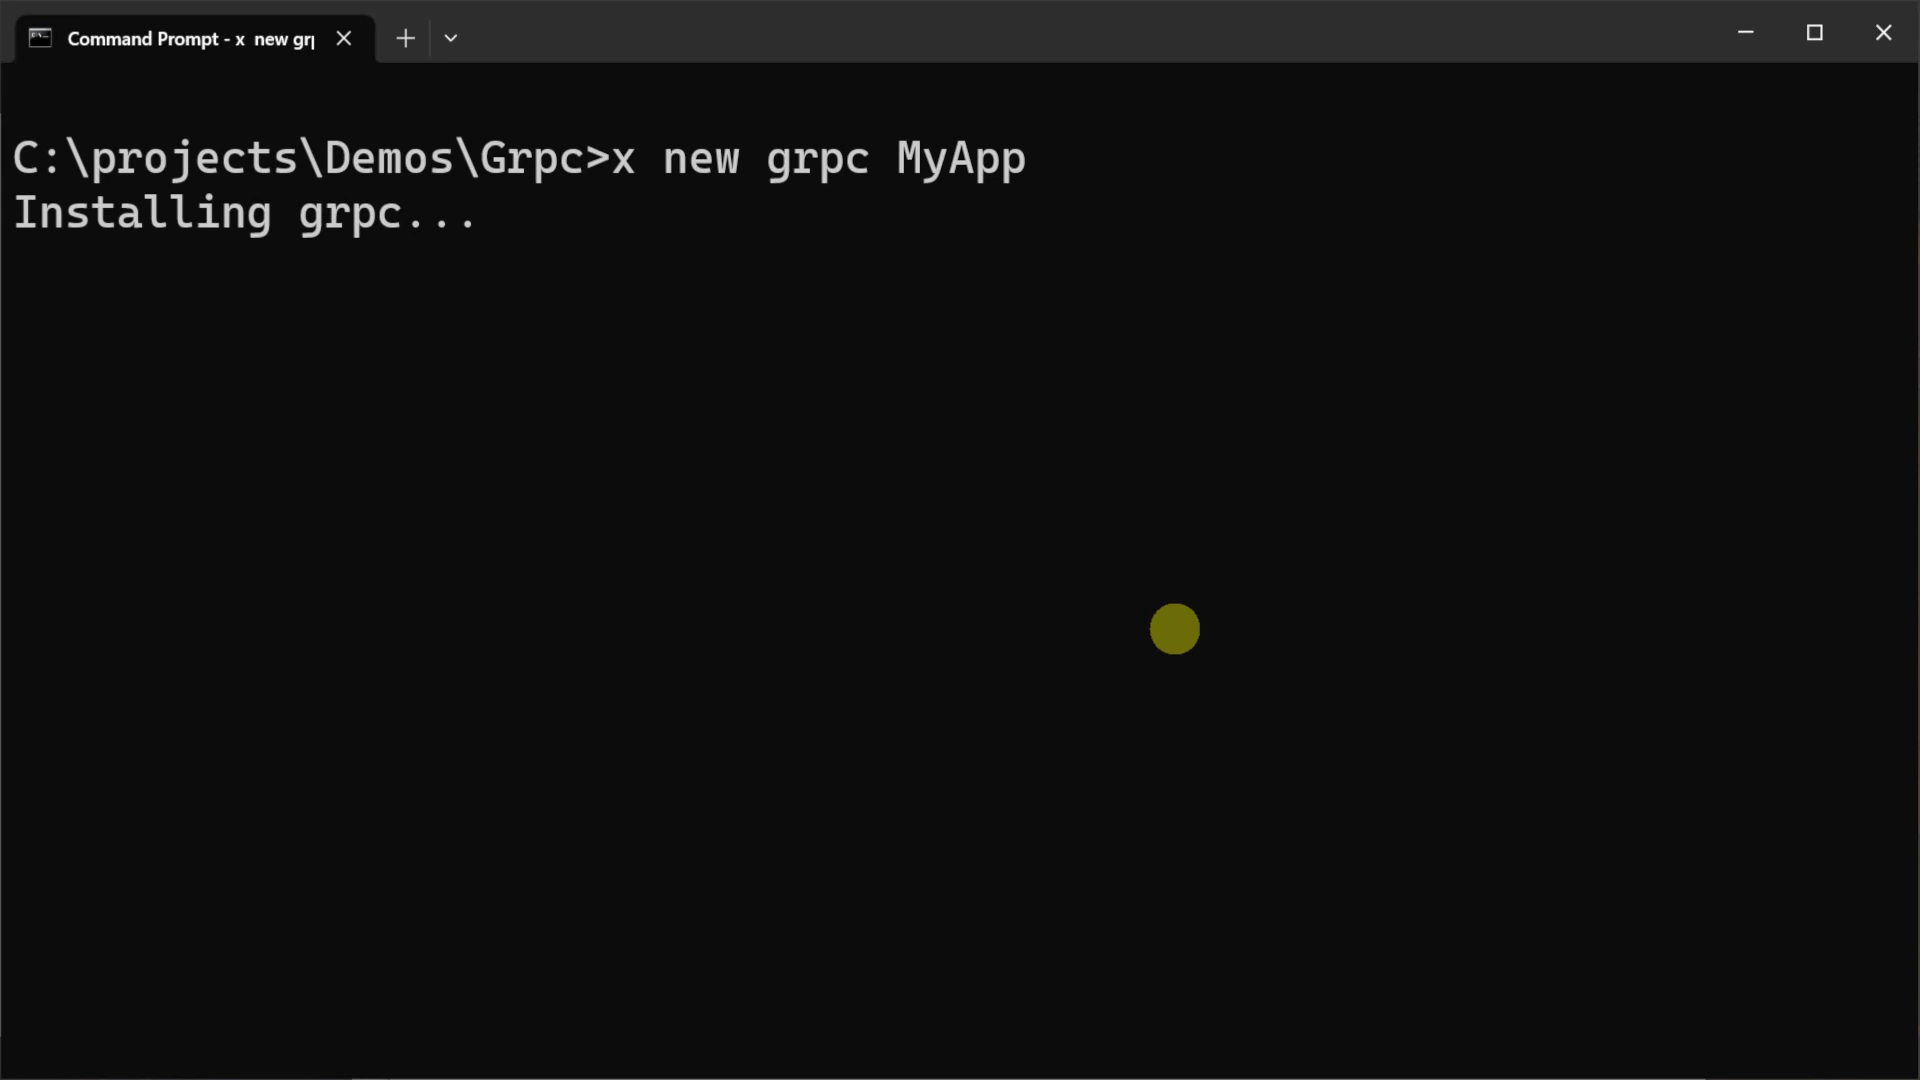 Command Prompt - x new grp
C:\projects\Demos\Grpc>x new grpc MyApp
Installing grpc...